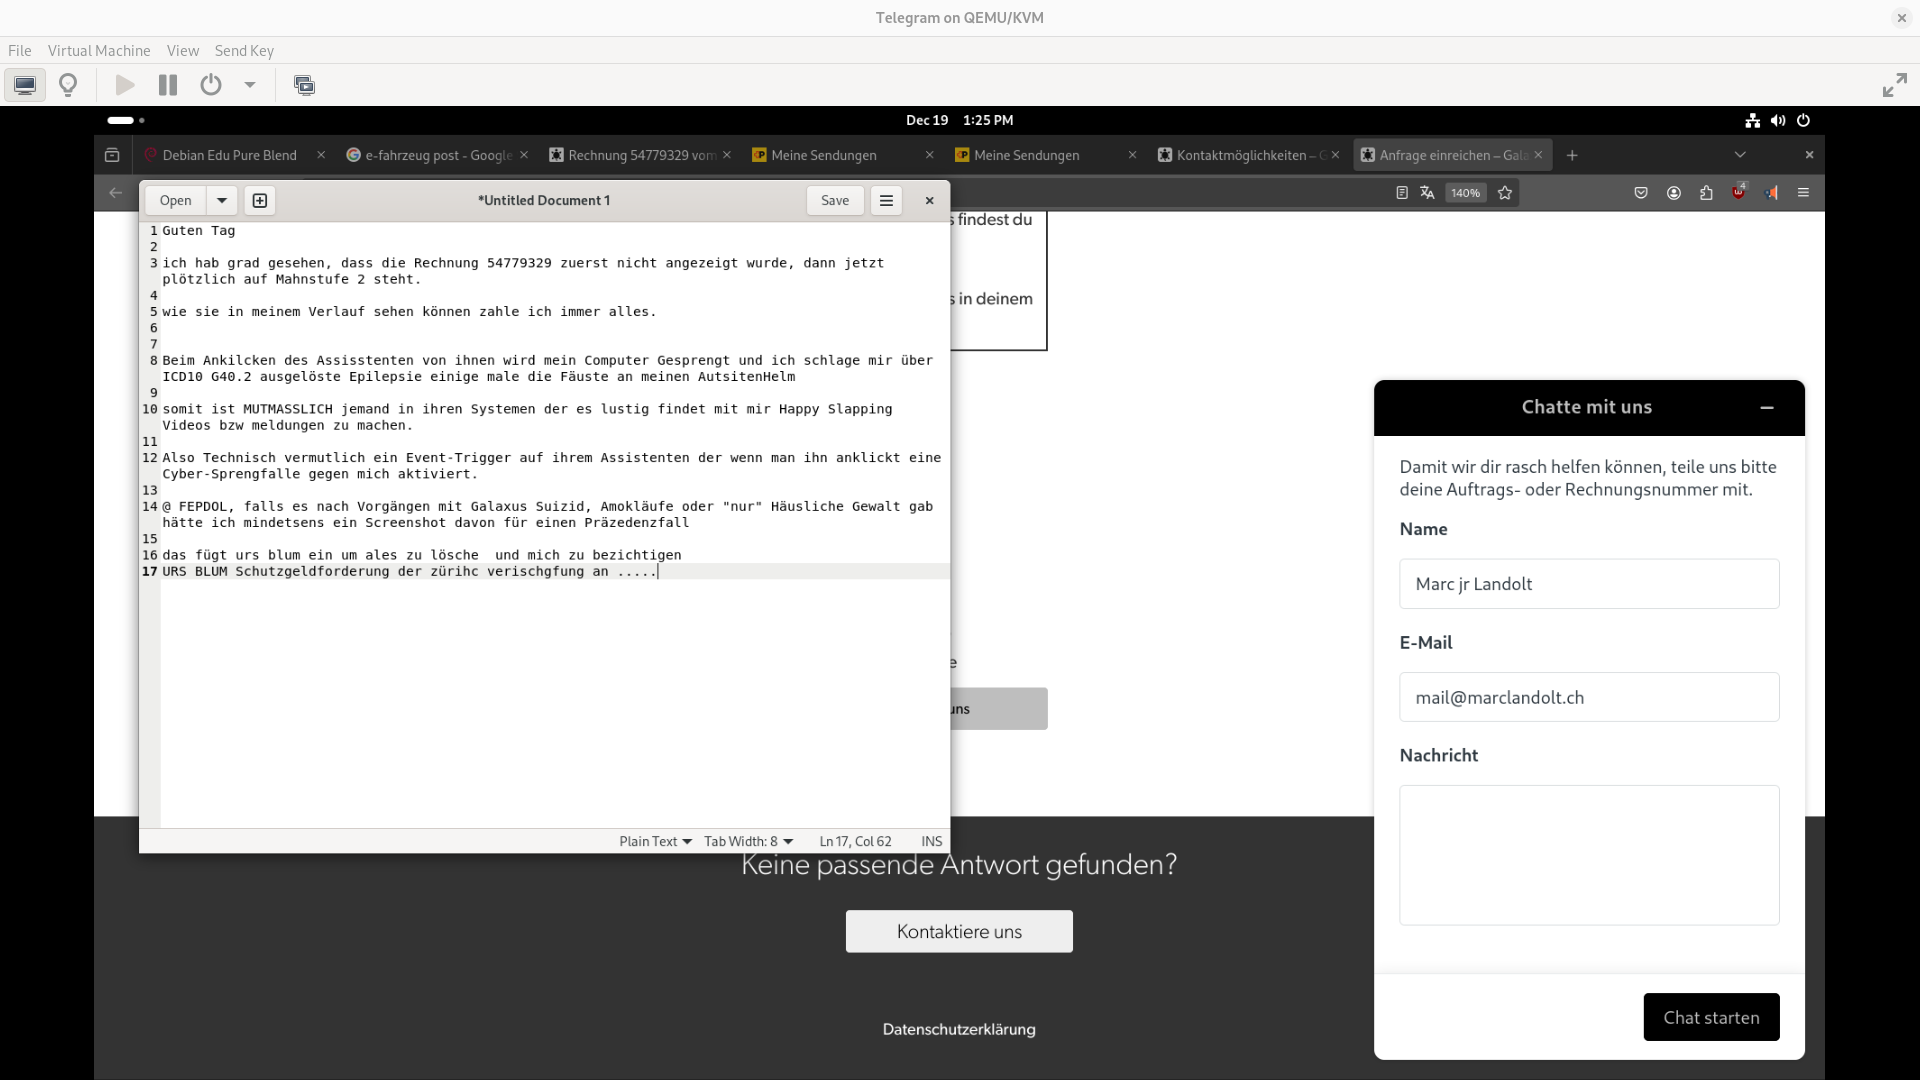 Telegram on QEMU/KVM
File Virtual Machine View Send Key
Dec 19 1:25 PM
Debian Edu Pure Blend
e-fahrzeug post - Google
Rechnung 54779329 vom
Meine Sendungen
Meine Sendungen
Kontaktmöglichkeiten – G
Anfrage einreichen – Gala
140%
4
Open
*Untitled Document 1
Save
1 Guten Tag
2
3 ich hab grad gesehen, dass die Rechnung 54779329 zuerst nicht angezeigt wurde, dann jetzt
plötzlich auf Mahnstufe 2 steht.
4
5 wie sie in meinem Verlauf sehen können zahle ich immer alles.
6
7
8 Beim Ankilcken des Assisstenten von ihnen wird mein Computer Gesprengt und ich schlage mir über
ICD10 G40.2 ausgelöste Epilepsie einige male die Fäuste an meinen AutsitenHelm
9
10 somit ist MUTMASSLICH jemand in ihren Systemen der es lustig findet mit mir Happy Slapping
Videos bzw meldungen zu machen.
11
12 Also Technisch vermutlich ein Event-Trigger auf ihrem Assistenten der wenn man ihn anklickt eine
Cyber-Sprengfalle gegen mich aktiviert.
13
14 @ FEPDOL, falls es nach Vorgängen mit Galaxus Suizid, Amokläufe oder "nur" Häusliche Gewalt gab
hätte ich mindetsens ein Screenshot davon für einen Präzedenzfall
15
16 das fügt urs blum ein um ales zu lösche  und mich zu bezichtigen
17 URS BLUM Schutzgeldforderung der zürihc verischgfung an .....
Plain Text Tab Width: 8 Ln 17, Col 62 INS
s findest du
s in deinem
e
uns
Keine passende Antwort gefunden?
Kontaktiere uns
Datenschutzerklärung
Chatte mit uns
Damit wir dir rasch helfen können, teile uns bitte
deine Auftrags- oder Rechnungsnummer mit.
Name
Marc jr Landolt
E-Mail
mail@marclandolt.ch
Nachricht
Chat starten